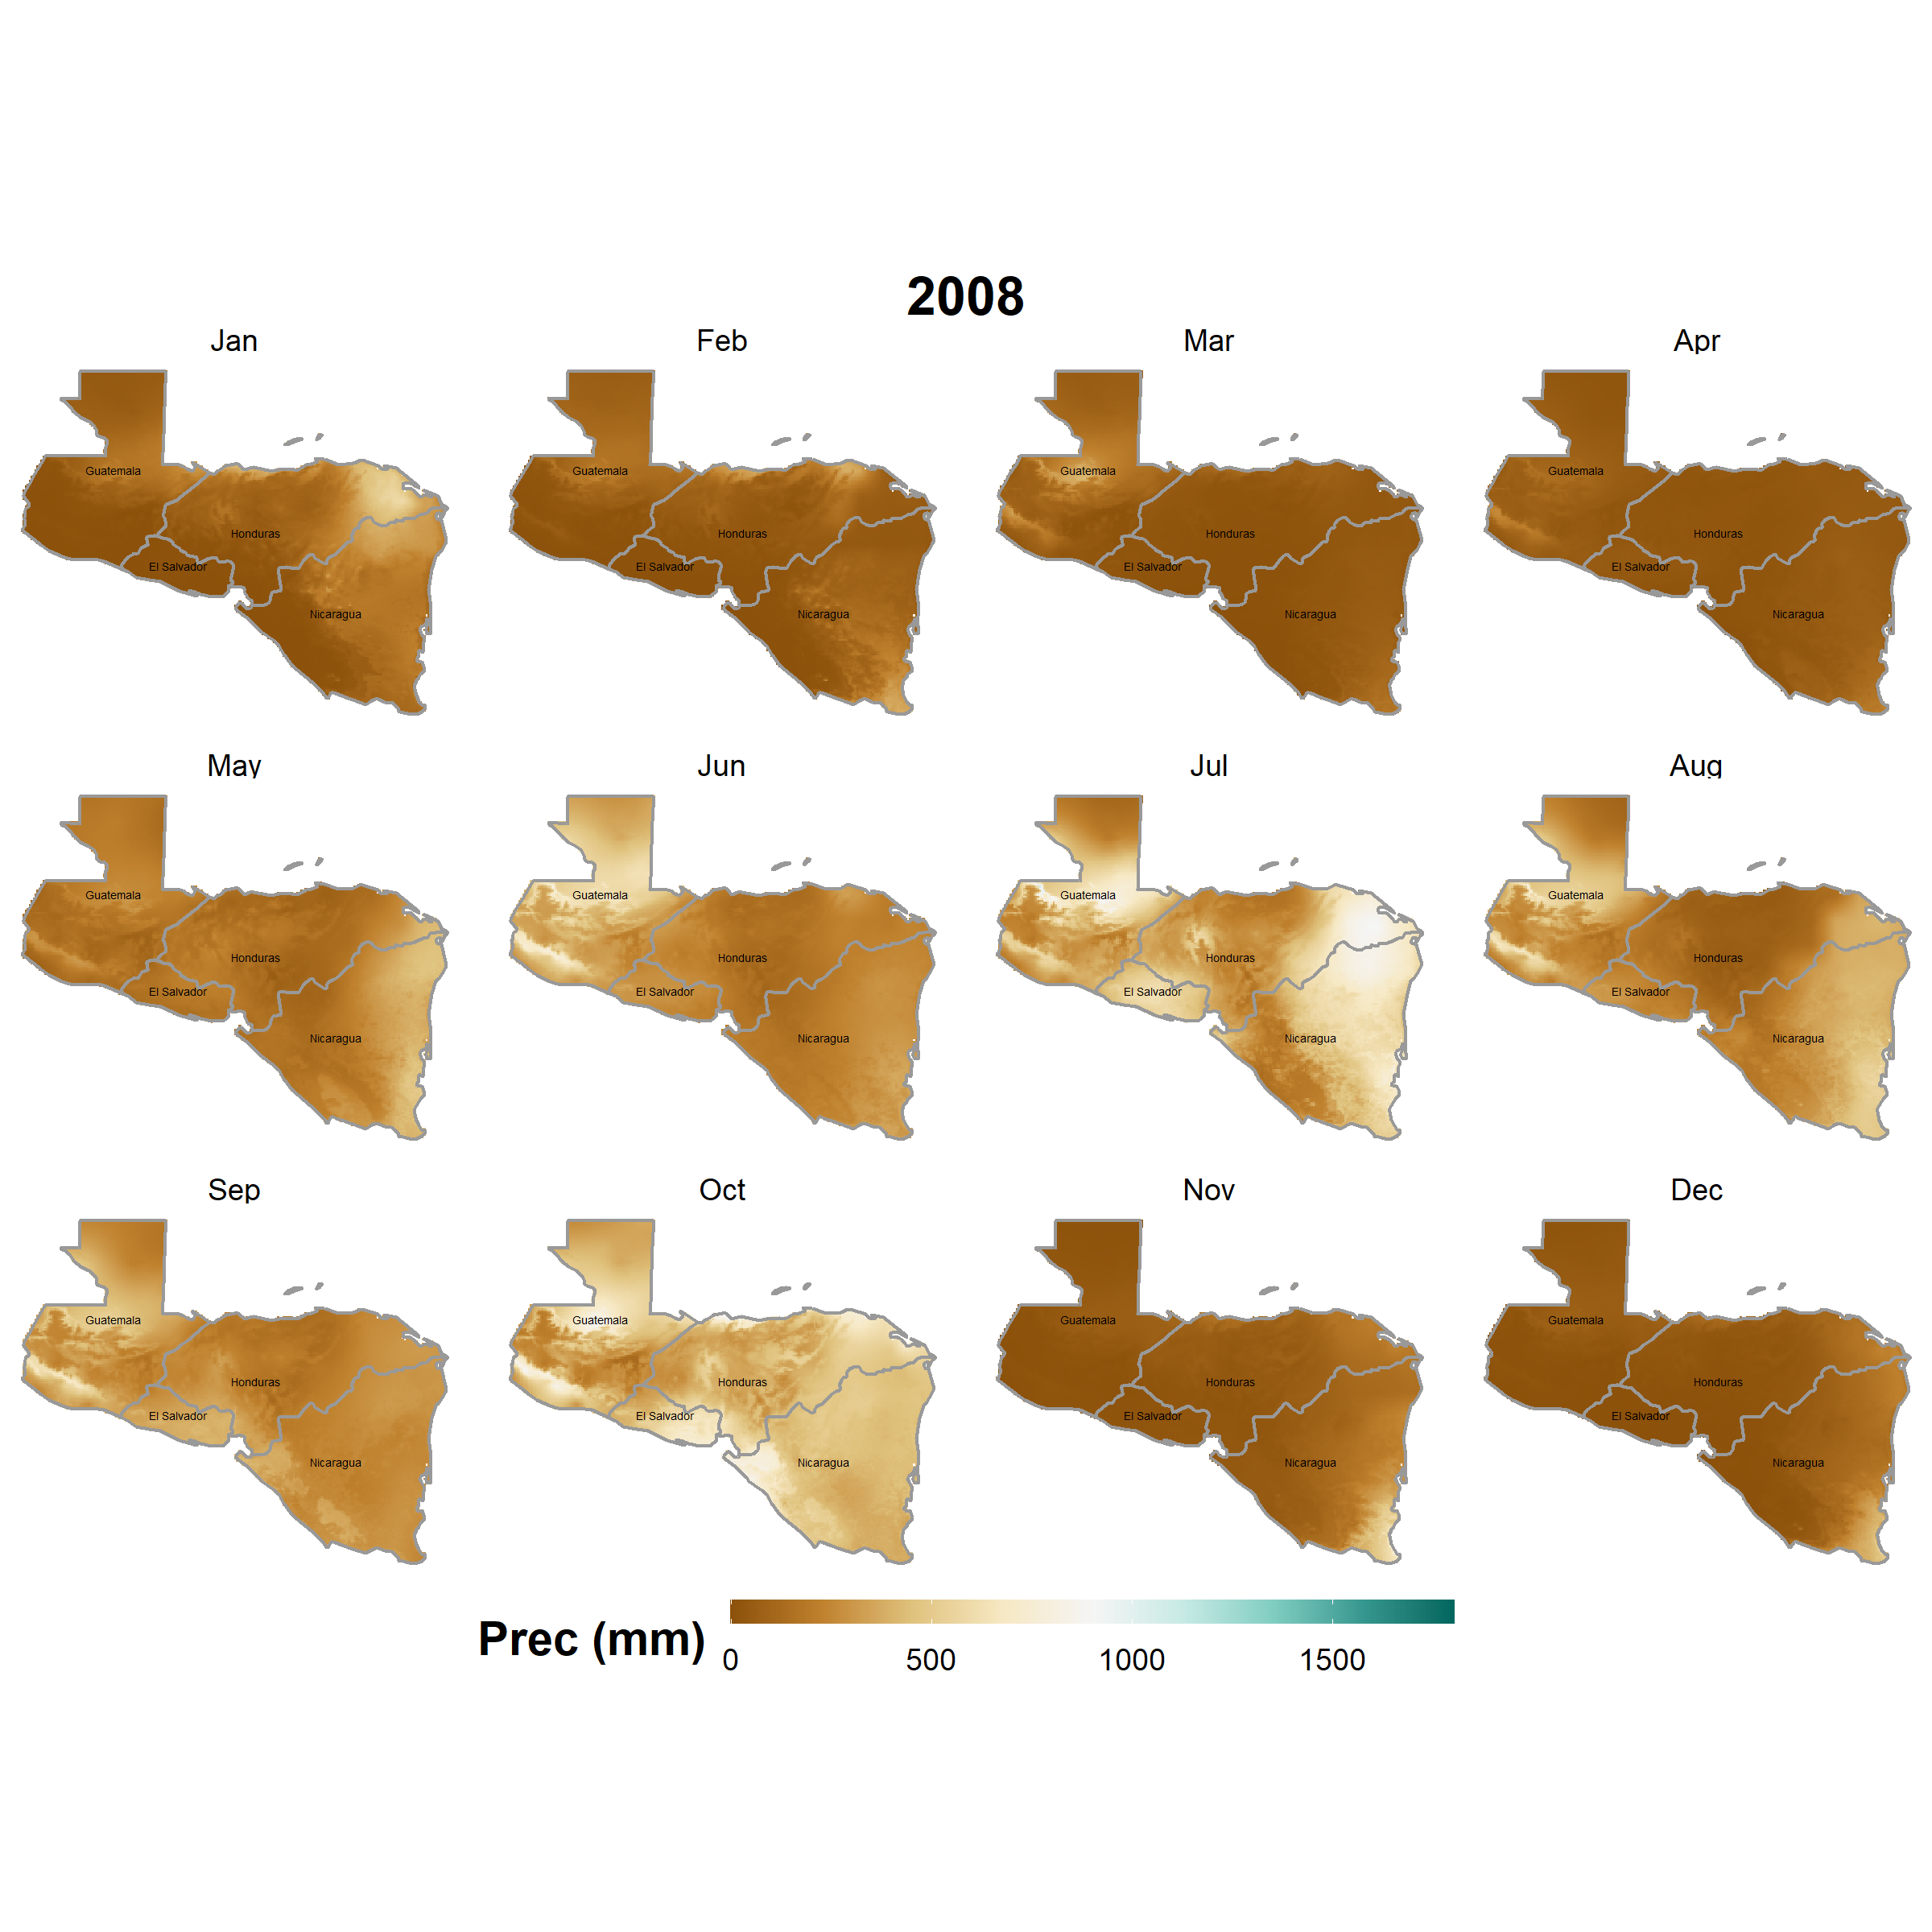 2008
Jan Feb Mar Apr
Guatemala Guatemala Guatemala Guatemala
Honduras Honduras Honduras Honduras
El Salvador El Salvador El Salvador El Salvador
Nicaragua Nicaragua Nicaragua Nicaragua
May Jun Jul Aug
Guatemala Guatemala Guatemala Guatemala
Honduras Honduras Honduras Honduras
El Salvador El Salvador El Salvador El Salvador
Nicaragua Nicaragua Nicaragua Nicaragua
Sep Oct Nov Dec
Guatemala Guatemala Guatemala Guatemala
Honduras Honduras Honduras Honduras
El Salvador El Salvador El Salvador El Salvador
Nicaragua Nicaragua Nicaragua Nicaragua
Prec (mm)
0 500 1000 1500